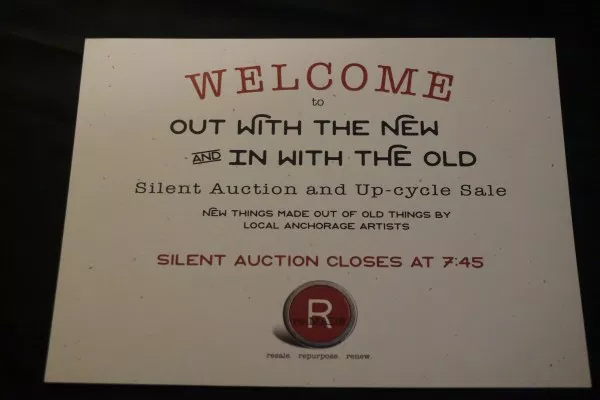 WELCOME
to
OUT WITH THE NEW
AND IN WITH THE OLD
Silent Auction and Up-cycle Sale
NEW THINGS MADE OUT OF OLD THINGS BY
LOCAL ANCHORAGE ARTISTS
SILENT AUCTION CLOSES AT 7:45
R
resale. repurpose. renew.